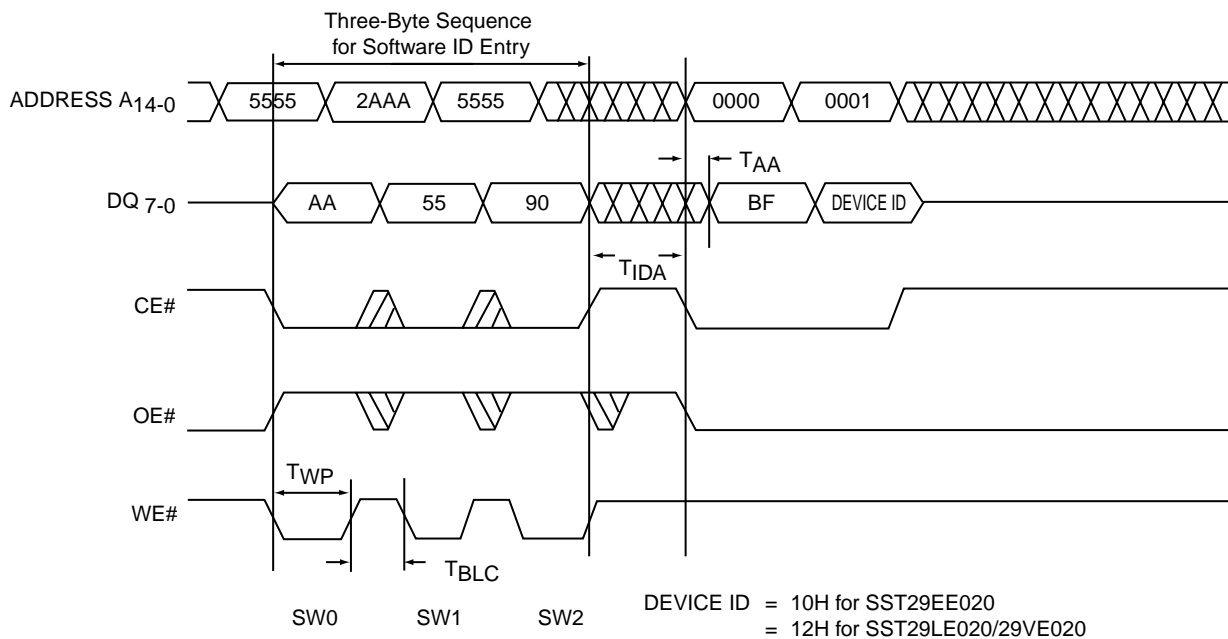 Three-Byte Sequence
for Software ID Entry
ADDRESS A14-0
5555
2AAA
5555
0000
0001
TAA
DQ 7-0
AA
55
90
BF
DEVICE ID
TIDA
CE#
OE#
TWP
WE#
TBLC
SW0
SW1
SW2
DEVICE ID = 10H for SST29EE020
= 12H for SST29LE020/29VE020